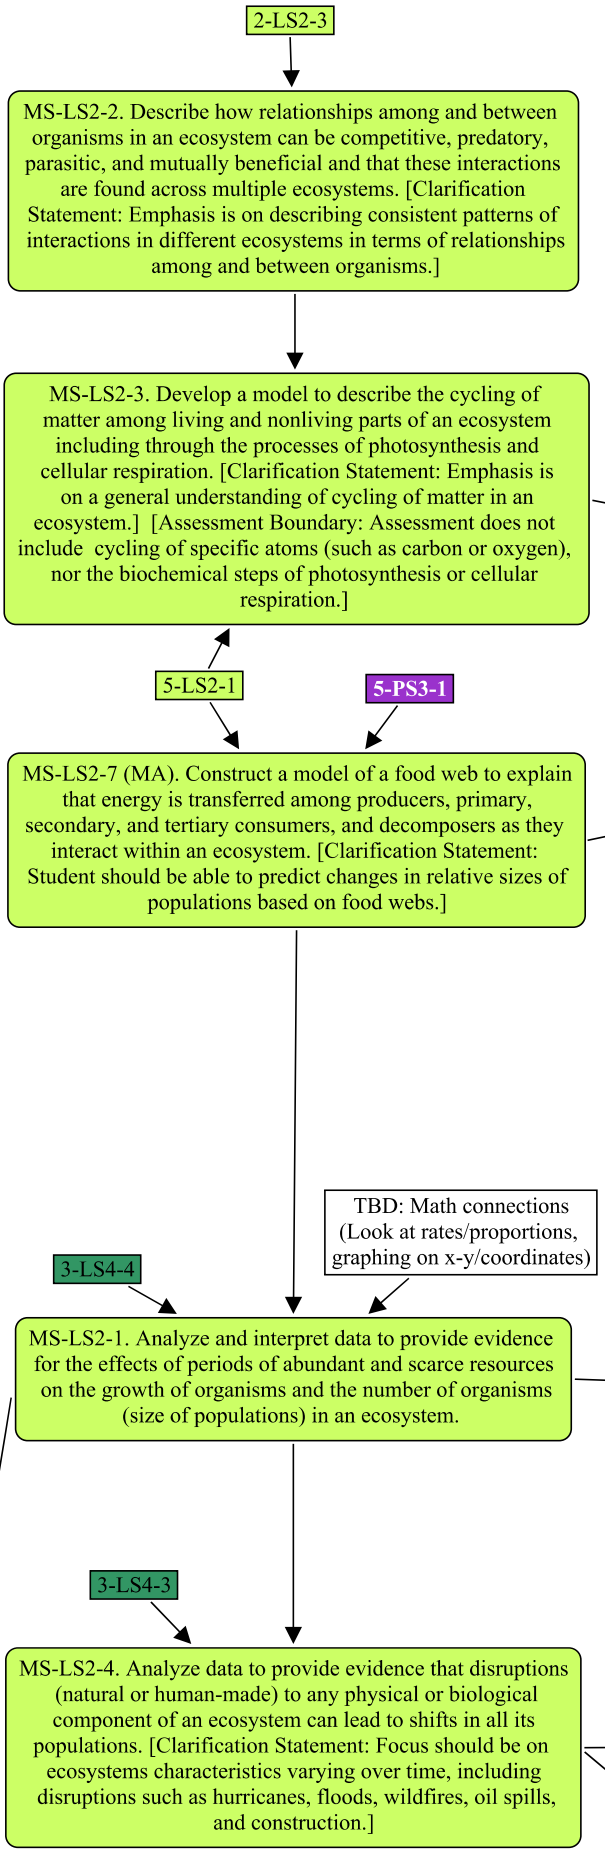 2-LS2-3
MS-LS2-2. Describe how relationships among and between
organisms in an ecosystem can be competitive, predatory,
parasitic, and mutually beneficial and that these interactions
are found across multiple ecosystems. [Clarification
Statement: Emphasis is on describing consistent patterns of
interactions in different ecosystems in terms of relationships
among and between organisms.]
MS-LS2-3. Develop a model to describe the cycling of
matter among living and nonliving parts of an ecosystem
including through the processes of photosynthesis and
cellular respiration. [Clarification Statement: Emphasis is
on a general understanding of cycling of matter in an
ecosystem.] [Assessment Boundary: Assessment does not
include cycling of specific atoms (such as carbon or oxygen),
nor the biochemical steps of photosynthesis or cellular
respiration.]
5-LS2-1
5-PS3-1
MS-LS2-7 (MA). Construct a model of a food web to explain
that energy is transferred among producers, primary,
secondary, and tertiary consumers, and decomposers as they
interact within an ecosystem. [Clarification Statement:
Student should be able to predict changes in relative sizes of
populations based on food webs.]
TBD: Math connections
(Look at rates/proportions,
graphing on x-y/coordinates)
3-LS4-4
MS-LS2-1. Analyze and interpret data to provide evidence
for the effects of periods of abundant and scarce resources
on the growth of organisms and the number of organisms
(size of populations) in an ecosystem.
3-LS4-3
MS-LS2-4. Analyze data to provide evidence that disruptions
(natural or human-made) to any physical or biological
component of an ecosystem can lead to shifts in all its
populations. [Clarification Statement: Focus should be on
ecosystems characteristics varying over time, including
disruptions such as hurricanes, floods, wildfires, oil spills,
and construction.]